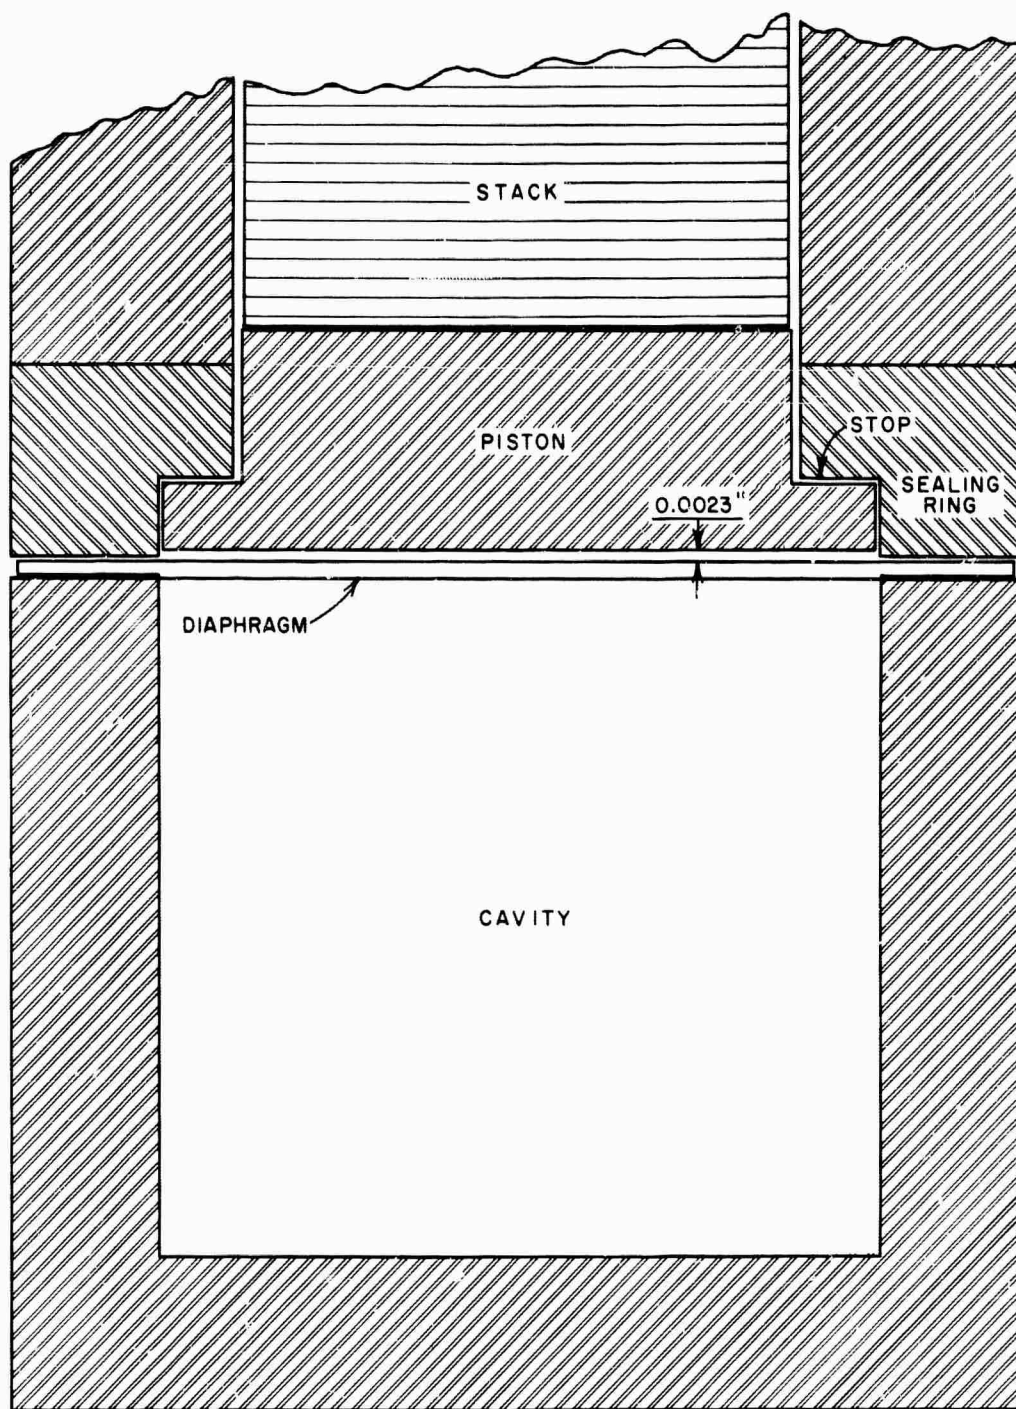 STACK
STOP
PISTON
SEALING
RING
0.0023"
DIAPHRAGM
CAVITY